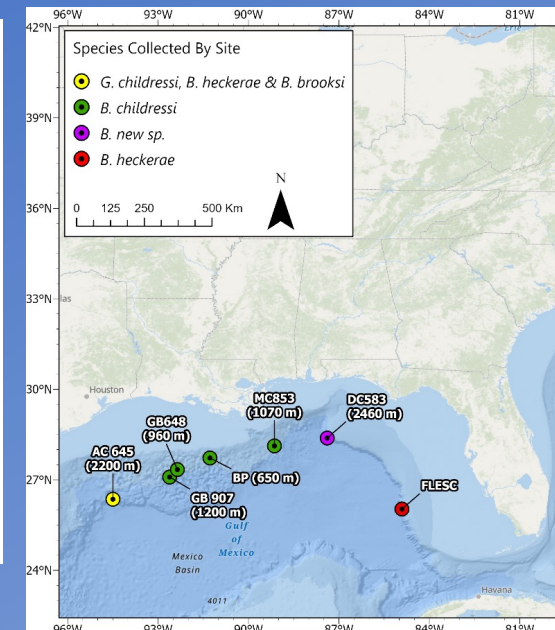 96°W 93°W 90°W 87°W 84°W 81°W
42°N
Erie
Species Collected By Site
G. childressi, B. heckerae & B. brooksi
B. childressi
B. new sp.
B. heckerae
39°N
N
0 125 250 500 Km
36°N
33°N
las
30°N
Houston
MC853
(1070 m)
DC583
(2460 m)
GB648
(960 m)
AC 645
(2200 m)
BP (650 m)
27°N
FLESC
GB 907
(1200 m)
Gulf
of
Mexico
Mexico
Basin
24°N
Havana
4011
96°W 93°W 90°W 87°W 84°W 81°W